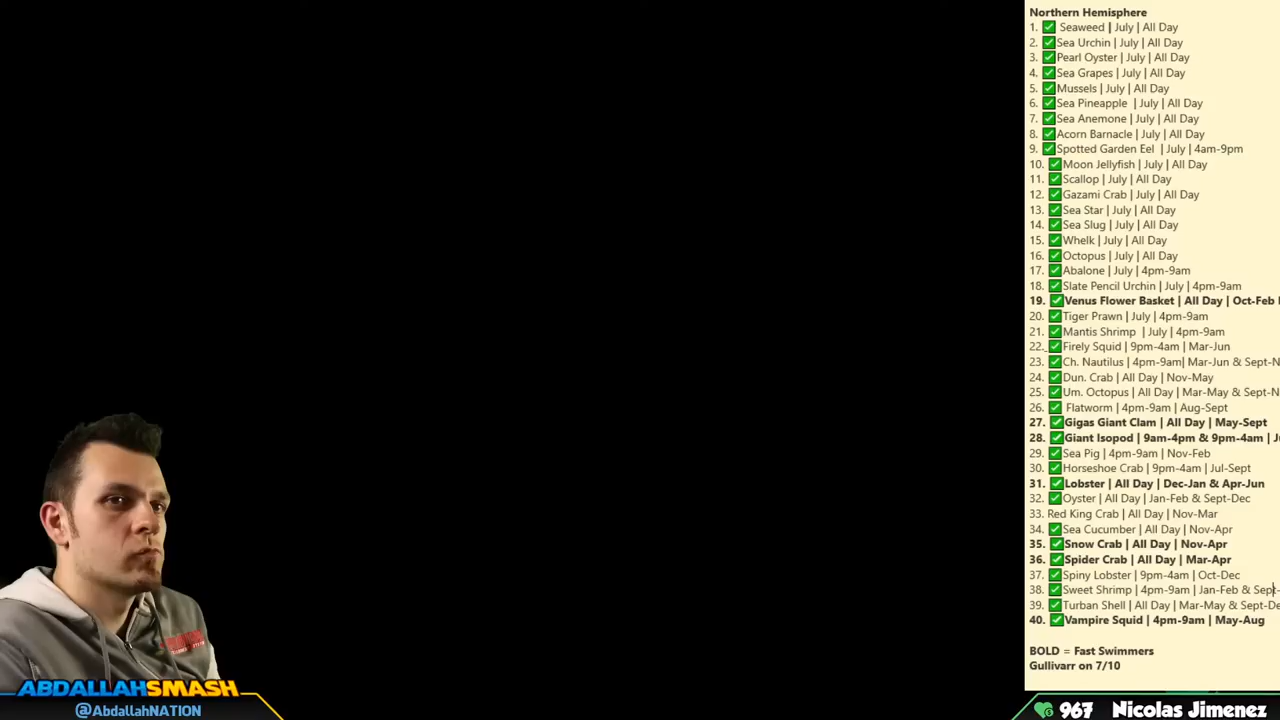 Northern Hemisphere
1. ✅ Seaweed | July | All Day
2. ✅Sea Urchin | July | All Day
3. ✅Pearl Oyster | July | All Day
4. ✅Sea Grapes | July | All Day
5. ✅Mussels | July | All Day
6. ✅Sea Pineapple | July | All Day
7. ✅Sea Anemone | July | All Day
8. ✅Acorn Barnacle | July | All Day
9. ✅Spotted Garden Eel | July | 4am-9pm
10. ✅Moon Jellyfish | July | All Day
11. ✅Scallop | July | All Day
12. ✅Gazami Crab | July | All Day
13. ✅Sea Star | July | All Day
14. ✅Sea Slug | July | All Day
15. ✅Whelk | July | All Day
16. ✅Octopus | July | All Day
17. ✅Abalone | July | 4pm-9am
18. ✅Slate Pencil Urchin | July | 4pm-9am
19. ✅Venus Flower Basket | All Day | Oct-Feb
20. ✅Tiger Prawn | July | 4pm-9am
21. ✅Mantis Shrimp | July | 4pm-9am
22. ✅Firely Squid | 9pm-4am | Mar-Jun
23. ✅Ch. Nautilus | 4pm-9am| Mar-Jun & Sept-N
24. ✅Dun. Crab | All Day | Nov-May
25. ✅Um. Octopus | All Day | Mar-May & Sept-N
26. ✅ Flatworm | 4pm-9am | Aug-Sept
27. ✅Gigas Giant Clam | All Day | May-Sept
28. ✅Giant Isopod | 9am-4pm & 9pm-4am | Ju
29. ✅Sea Pig | 4pm-9am | Nov-Feb
30. ✅Horseshoe Crab | 9pm-4am | Jul-Sept
31. ✅Lobster | All Day | Dec-Jan & Apr-Jun
32. ✅Oyster | All Day | Jan-Feb & Sept-Dec
33. Red King Crab | All Day | Nov-Mar
34. ✅Sea Cucumber | All Day | Nov-Apr
35. ✅Snow Crab | All Day | Nov-Apr
36. ✅Spider Crab | All Day | Mar-Apr
37. ✅Spiny Lobster | 9pm-4am | Oct-Dec
38. ✅Sweet Shrimp | 4pm-9am | Jan-Feb & Sept-
39. ✅Turban Shell | All Day | Mar-May & Sept-De
40. ✅Vampire Squid | 4pm-9am | May-Aug
BOLD = Fast Swimmers
Gullivarr on 7/10
ABDALLAHSMASH
@AbdallahNATION
967 Nicolas Jimenez